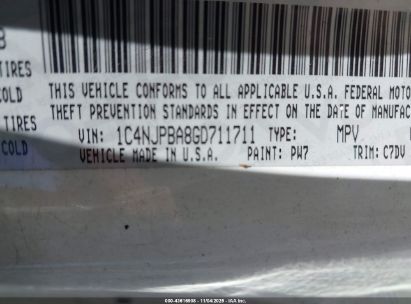 8
TIRES
COLD
TIRES
COLD
THIS VEHICLE CONFORMS TO ALL APPLICABLE U.S.A. FEDERAL MOTO
THEFT PREVENTION STANDARDS IN EFFECT ON THE DATE OF MANUFAC
VIN: 1C4NJPBA8GD711711 TYPE: MPV
VEHICLE MADE IN U.S.A. PAINT: PW7 TRIM: C7DV